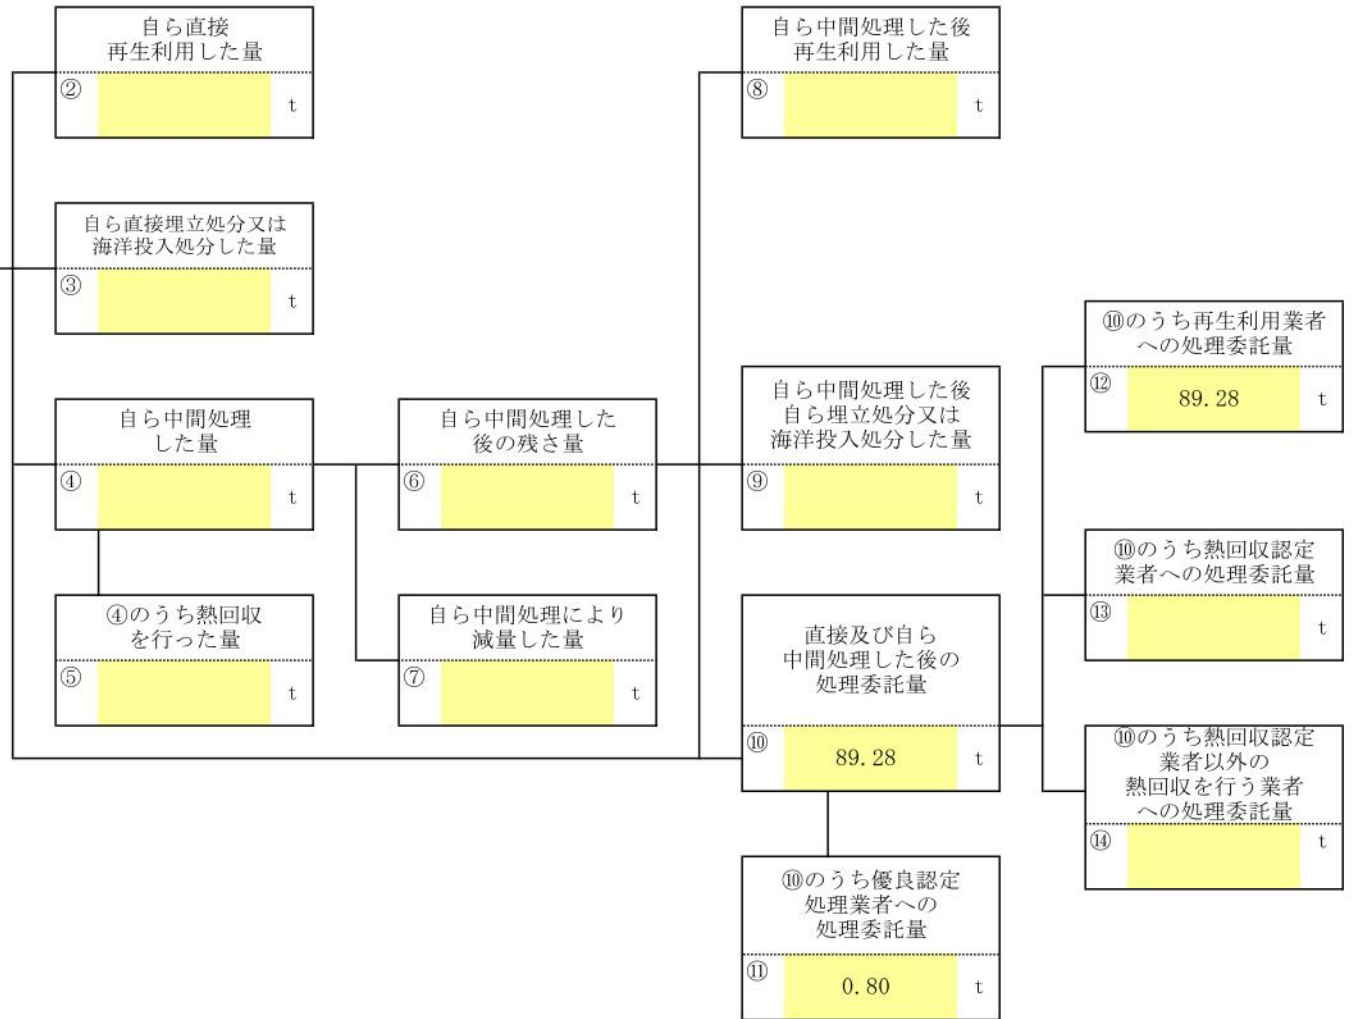 自ら直接
再生利用した量
②
t
自ら中間処理した後
再生利用した量
⑧
t
自ら直接埋立処分又は
海洋投入処分した量
③
t
⑩のうち再生利用業者
への処理委託量
⑫
89.28
t
自ら中間処理
した量
④
t
自ら中間処理した
後の残さ量
⑥
t
自ら中間処理した後
自ら埋立処分又は
海洋投入処分した量
⑨
t
⑩のうち熱回収認定
業者への処理委託量
⑬
t
④のうち熱回収
を行った量
⑤
t
自ら中間処理により
減量した量
⑦
t
直接及び自ら
中間処理した後の
処理委託量
⑩
89.28
t
⑩のうち熱回収認定
業者以外の
熱回収を行う業者
への処理委託量
⑭
t
⑩のうち優良認定
処理業者への
処理委託量
⑪
0.80
t